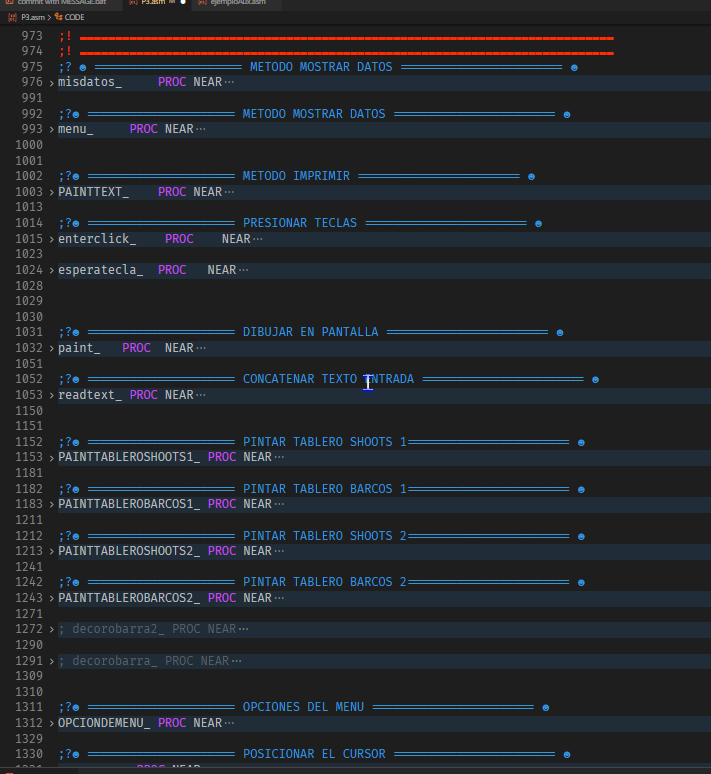 commit with MESSAGE.bat P3.asm M ● ejemploAux.asm
P3.asm > CODE
973 ;! ═══════════════════════════════════════════════════════════════════════════
974 ;! ═══════════════════════════════════════════════════════════════════════════
975 ;? ☻ ═════════════════════ METODO MOSTRAR DATOS ═══════════════════════ ☻
976 > misdatos_ PROC NEAR···
991
992 ;?☻ ═════════════════════ METODO MOSTRAR DATOS ═══════════════════════ ☻
993 > menu_ PROC NEAR···
1000
1001
1002 ;?☻ ═════════════════════ METODO IMPRIMIR ═══════════════════════ ☻
1003 > PAINTTEXT_ PROC NEAR···
1013
1014 ;?☻ ═════════════════════ PRESIONAR TECLAS ═══════════════════════ ☻
1015 > enterclick_ PROC NEAR···
1023
1024 > esperatecla_ PROC NEAR···
1028
1029
1030
1031 ;?☻ ═════════════════════ DIBUJAR EN PANTALLA ═══════════════════════ ☻
1032 > paint_ PROC NEAR···
1051
1052 ;?☻ ═════════════════════ CONCATENAR TEXTO ENTRADA ═══════════════════════ ☻
1053 > readtext_ PROC NEAR···
1150
1151
1152 ;?☻ ═════════════════════ PINTAR TABLERO SHOOTS 1═══════════════════════ ☻
1153 > PAINTTABLEROSHOOTS1_ PROC NEAR···
1181
1182 ;?☻ ═════════════════════ PINTAR TABLERO BARCOS 1═══════════════════════ ☻
1183 > PAINTTABLEROBARCOS1_ PROC NEAR···
1211
1212 ;?☻ ═════════════════════ PINTAR TABLERO SHOOTS 2═══════════════════════ ☻
1213 > PAINTTABLEROSHOOTS2_ PROC NEAR···
1241
1242 ;?☻ ═════════════════════ PINTAR TABLERO BARCOS 2═══════════════════════ ☻
1243 > PAINTTABLEROBARCOS2_ PROC NEAR···
1271
1272 > ; decorobarra2_ PROC NEAR···
1290
1291 > ; decorobarra_ PROC NEAR···
1309
1310
1311 ;?☻ ═════════════════════ OPCIONES DEL MENU ═══════════════════════ ☻
1312 > OPCIONDEMENU_ PROC NEAR···
1329
1330 ;?☻ ═════════════════════ POSICIONAR EL CURSOR ═══════════════════════ ☻